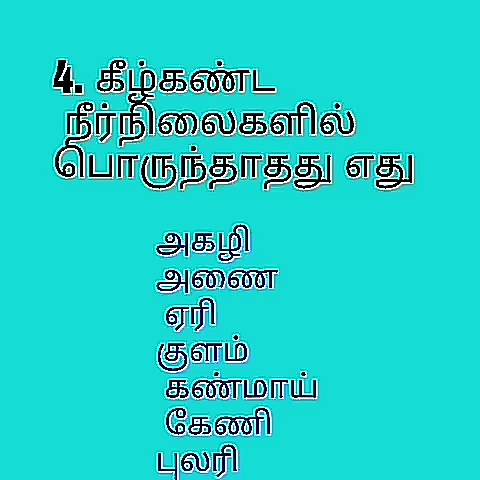 4. கீழ்கண்ட
நீர்நிலைகளில்
பொருந்தாதது எது
அகழி
அணை
ஏரி
குளம்
கண்மாய்
கேணி
புலரி